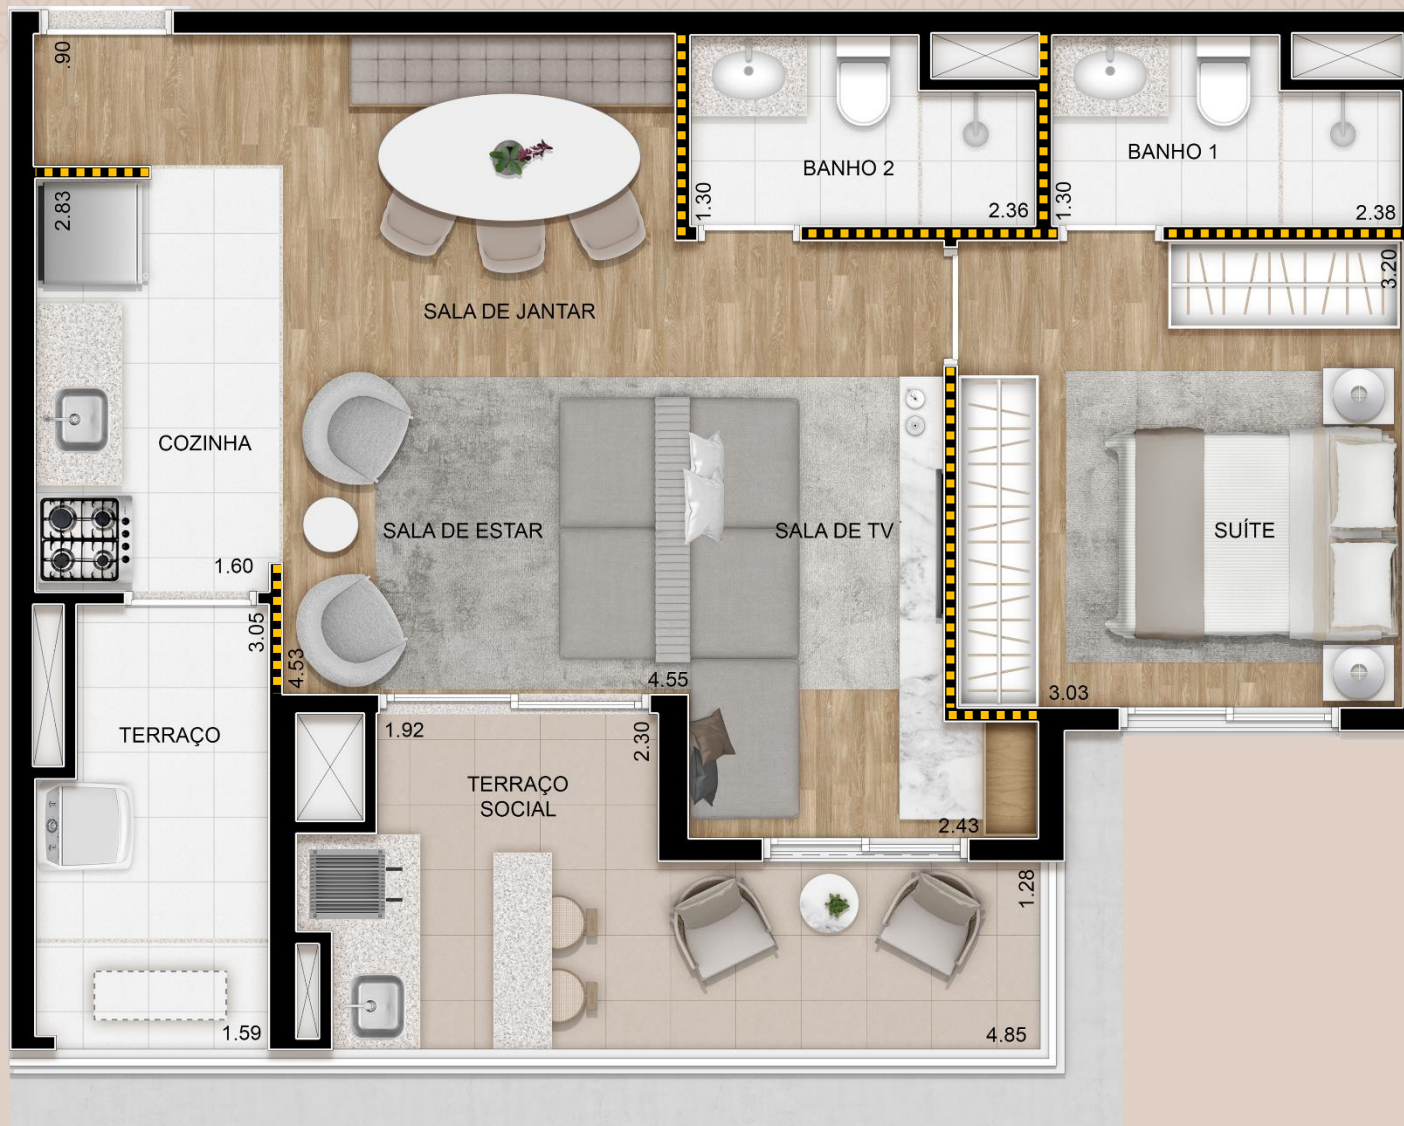 .90
2.83
BANHO 2
1.30
2.36
BANHO 1
1.30
2.38
3.20
SALA DE JANTAR
COZINHA
1.60
SALA DE ESTAR
SALA DE TV
SUÍTE
3.05
4.53
4.55
3.03
TERRAÇO
1.92
2.30
TERRAÇO
SOCIAL
2.43
1.28
1.59
4.85